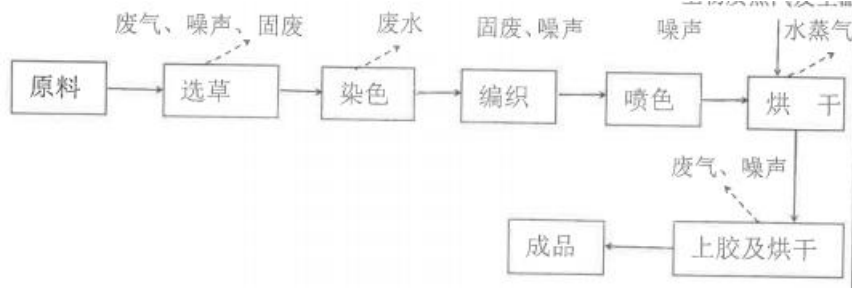 废气、噪声、固废
废水
固废、噪声
噪声
水蒸气
原料
选草
染色
编织
喷色
烘 干
废气、噪声
成品
上胶及烘干